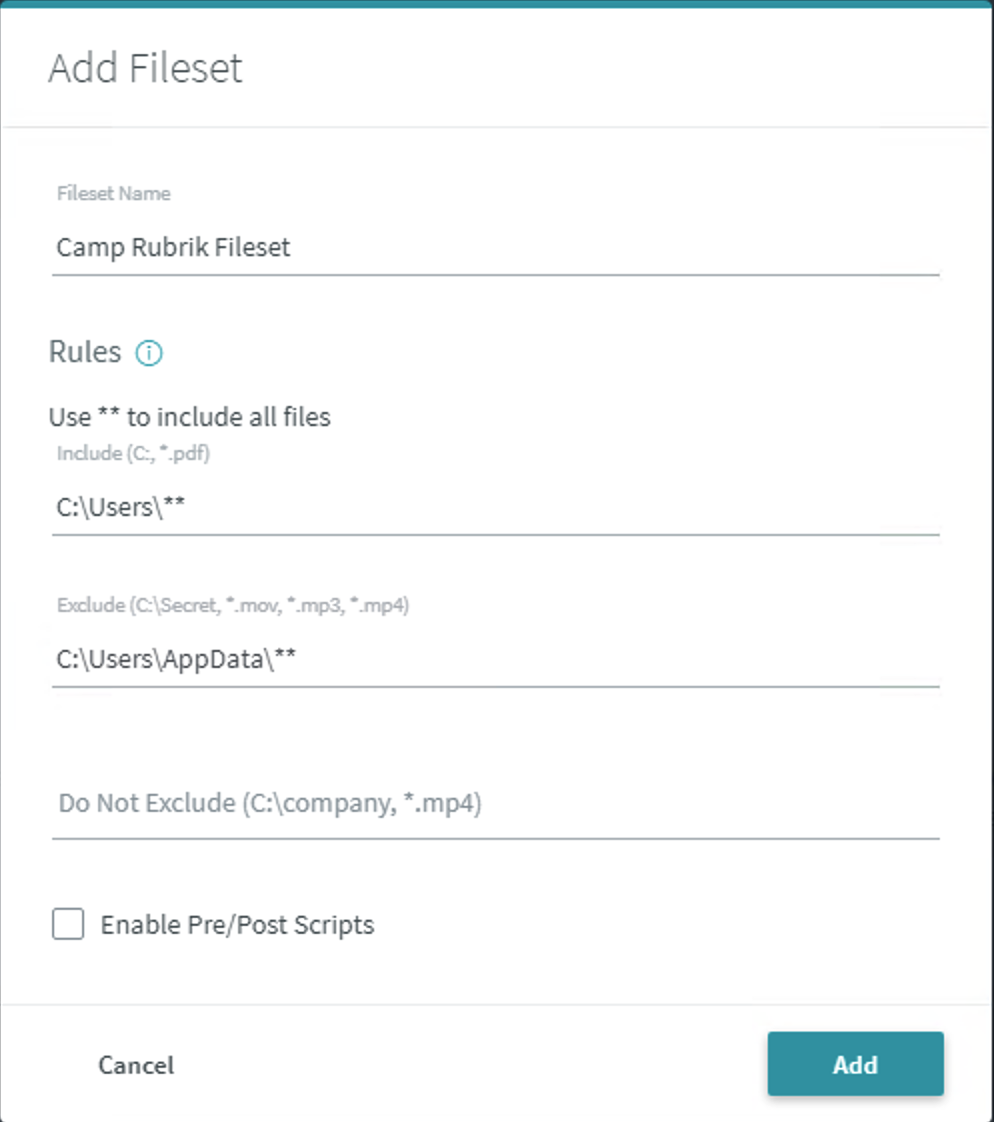 Add Fileset
Fileset Name
Camp Rubrik Fileset
Rules
Use ** to include all files
Include (C:, *.pdf)
C:\Users\**
Exclude (C:\Secret, *.mov, *.mp3, *.mp4)
C:\Users\AppData\**
Do Not Exclude (C:\company, *.mp4)
Enable Pre/Post Scripts
Cancel
Add